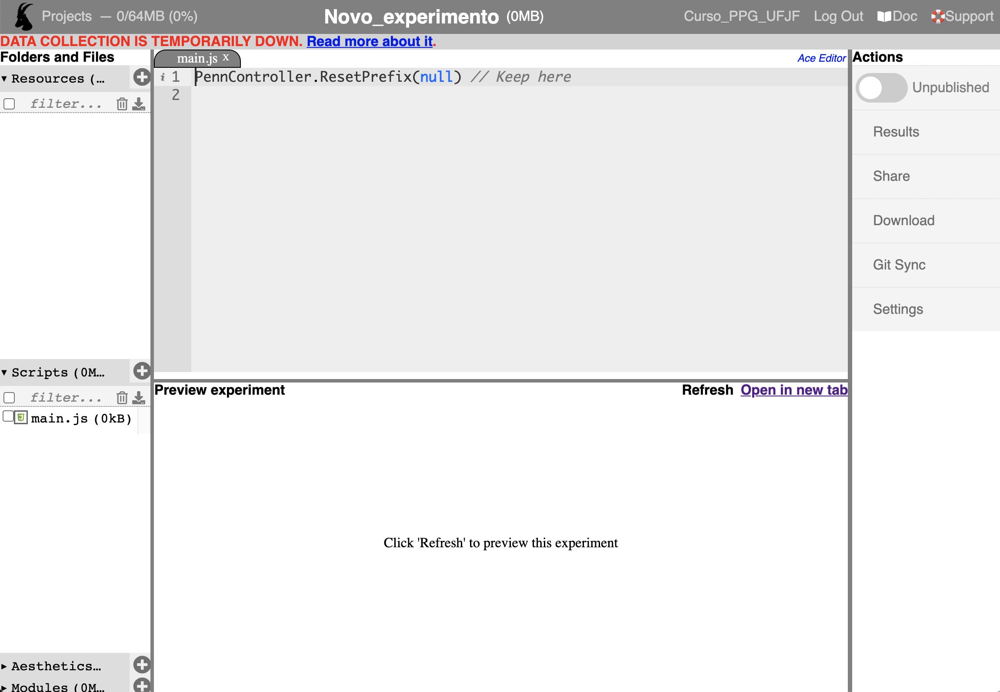 Projects — 0/64MB (0%) Novo_experimento (0MB) Curso_PPG_UFJF Log Out Doc Support
DATA COLLECTION IS TEMPORARILY DOWN. Read more about it.
Folders and Files
Resources (…
filter...
Scripts (0M…
filter...
main.js (0kB)
Aesthetics…
Modules (0M…
main.js x
Ace Editor
i 1 PennController.ResetPrefix(null) // Keep here
2
Preview experiment Refresh Open in new tab
Click 'Refresh' to preview this experiment
Actions
Unpublished
Results
Share
Download
Git Sync
Settings